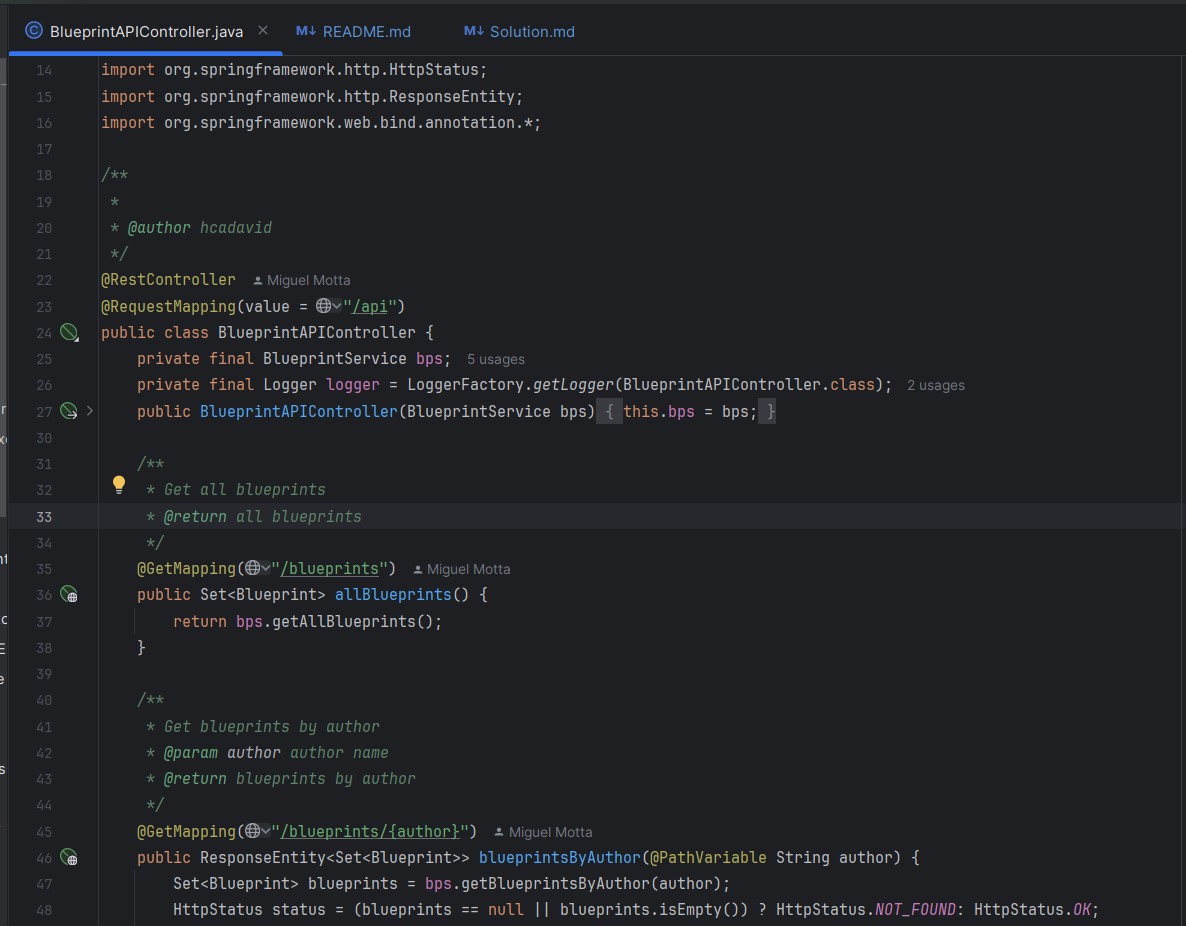 BlueprintAPIController.java
README.md
Solution.md
14 import org.springframework.http.HttpStatus;
15 import org.springframework.http.ResponseEntity;
16 import org.springframework.web.bind.annotation.*;
17
18 /**
19 *
20 * @author hcadavid
21 */
22 @RestController Miguel Motta
23 @RequestMapping(value = "/api")
24 public class BlueprintAPIController {
25 private final BlueprintService bps; 5 usages
26 private final Logger logger = LoggerFactory.getLogger(BlueprintAPIController.class); 2 usages
27 public BlueprintAPIController(BlueprintService bps) { this.bps = bps; }
30
31 /**
32 * Get all blueprints
33 * @return all blueprints
34 */
35 @GetMapping("/blueprints") Miguel Motta
36 public Set<Blueprint> allBlueprints() {
37 return bps.getAllBlueprints();
38 }
39
40 /**
41 * Get blueprints by author
42 * @param author author name
43 * @return blueprints by author
44 */
45 @GetMapping("/blueprints/{author}") Miguel Motta
46 public ResponseEntity<Set<Blueprint>> blueprintsByAuthor(@PathVariable String author) {
47 Set<Blueprint> blueprints = bps.getBlueprintsByAuthor(author);
48 HttpStatus status = (blueprints == null || blueprints.isEmpty()) ? HttpStatus.NOT_FOUND: HttpStatus.OK;